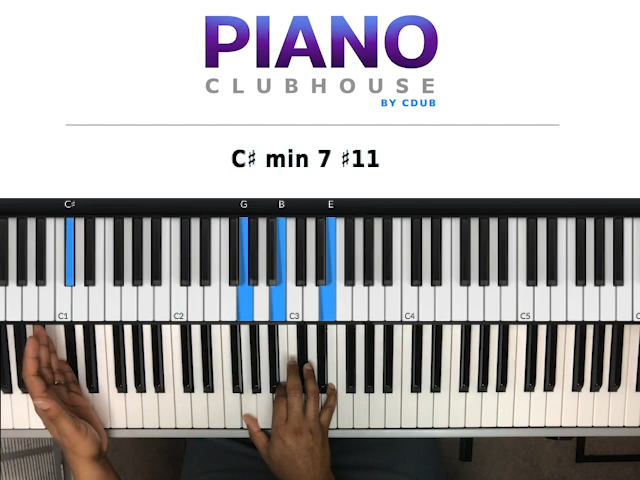 PIANO
CLUBHOUSE
BY CDUB
C♯ min 7 ♯11
C♯ G B E
C1 C2 C3 C4 C5 C